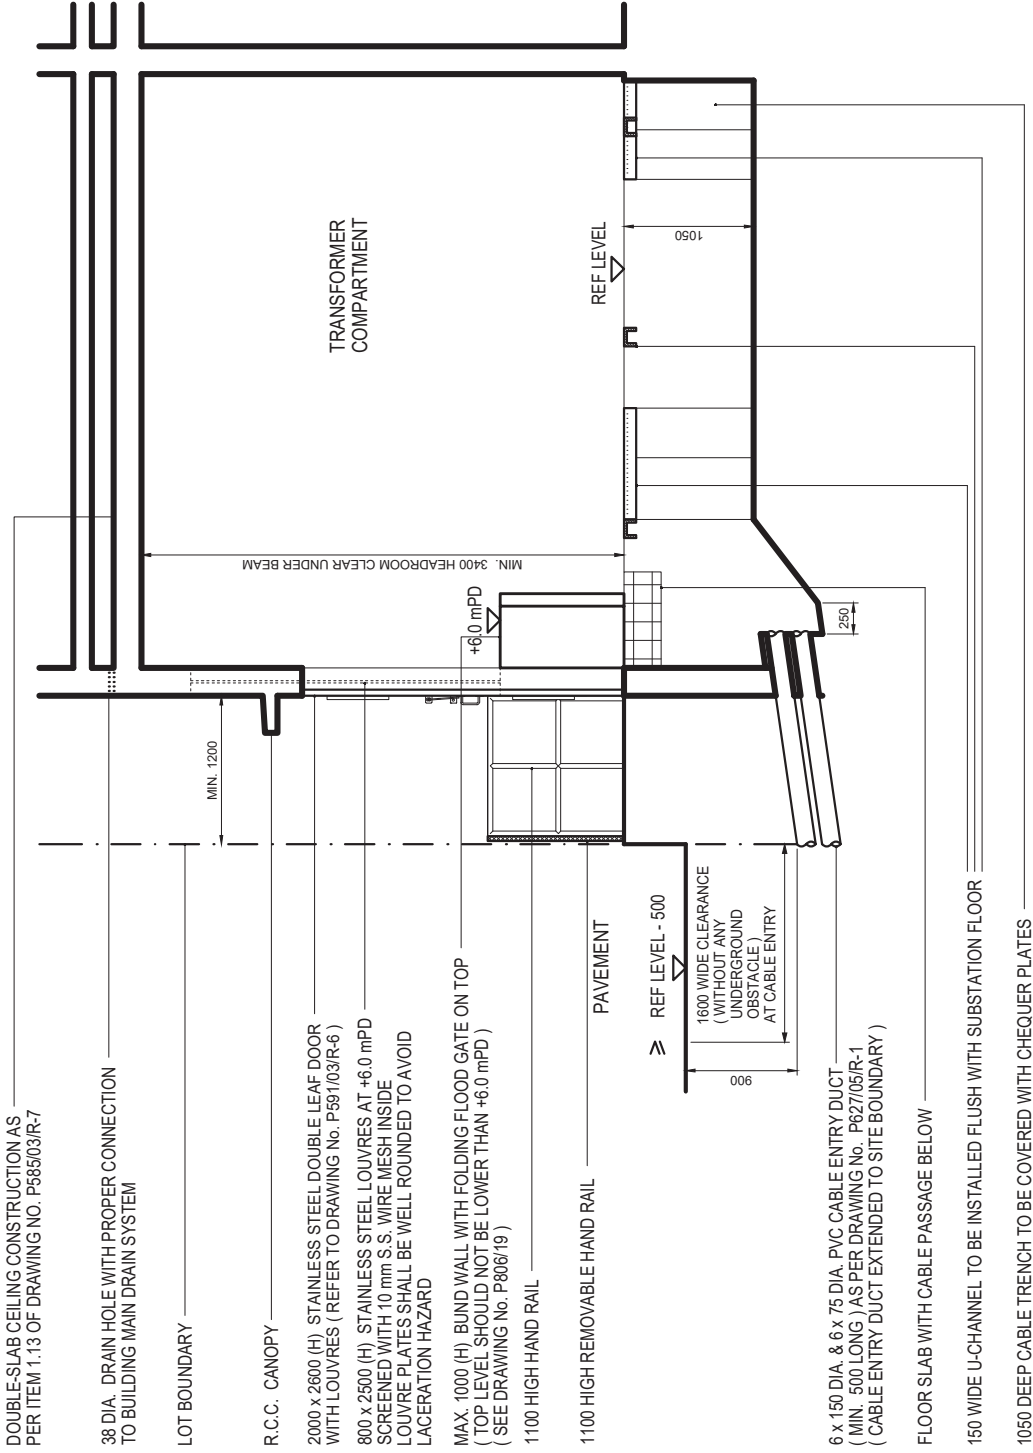 DOUBLE-SLAB CEILING CONSTRUCTION AS
PER ITEM 1.13 OF DRAWING NO. P585/03/R-7
38 DIA. DRAIN HOLE WITH PROPER CONNECTION
TO BUILDING MAIN DRAIN SYSTEM
LOT BOUNDARY
R.C.C. CANOPY
2000 x 2600 (H) STAINLESS STEEL DOUBLE LEAF DOOR
WITH LOUVRES ( REFER TO DRAWING No. P591/03/R-6 )
800 x 2500 (H) STAINLESS STEEL LOUVRES AT +6.0 mPD
SCREENED WITH 10 mm S.S. WIRE MESH INSIDE
LOUVRE PLATES SHALL BE WELL ROUNDED TO AVOID
LACERATION HAZARD
MAX. 1000 (H) BUND WALL WITH FOLDING FLOOD GATE ON TOP
( TOP LEVEL SHOULD NOT BE LOWER THAN +6.0 mPD )
( SEE DRAWING No. P806/19 )
1100 HIGH HAND RAIL
1100 HIGH REMOVABLE HAND RAIL
6 x 150 DIA. & 6 x 75 DIA. PVC CABLE ENTRY DUCT
( MIN. 500 LONG ) AS PER DRAWING No. P627/05/R-1
( CABLE ENTRY DUCT EXTENDED TO SITE BOUNDARY )
FLOOR SLAB WITH CABLE PASSAGE BELOW
150 WIDE U-CHANNEL TO BE INSTALLED FLUSH WITH SUBSTATION FLOOR
1050 DEEP CABLE TRENCH TO BE COVERED WITH CHEQUER PLATES
MIN. 1200
PAVEMENT
≥ REF LEVEL - 500
1600 WIDE CLEARANCE
( WITHOUT ANY
UNDERGROUND
OBSTACLE )
AT CABLE ENTRY
900
MIN. 3400 HEADROOM CLEAR UNDER BEAM
+6.0 mPD
250
TRANSFORMER
COMPARTMENT
REF LEVEL
1050